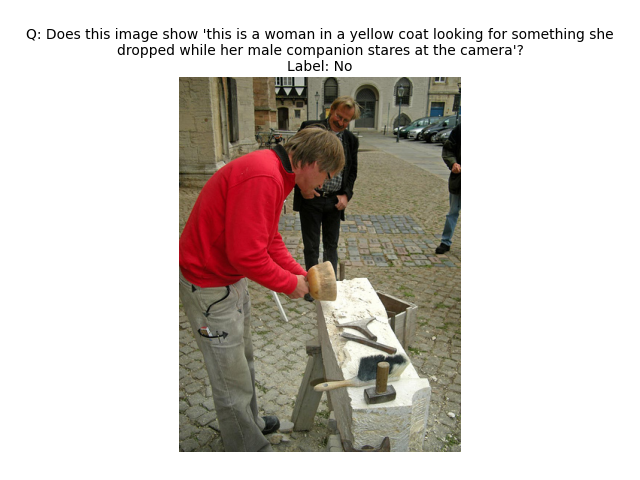 Q: Does this image show 'this is a woman in a yellow coat looking for something she
dropped while her male companion stares at the camera'?
Label: No